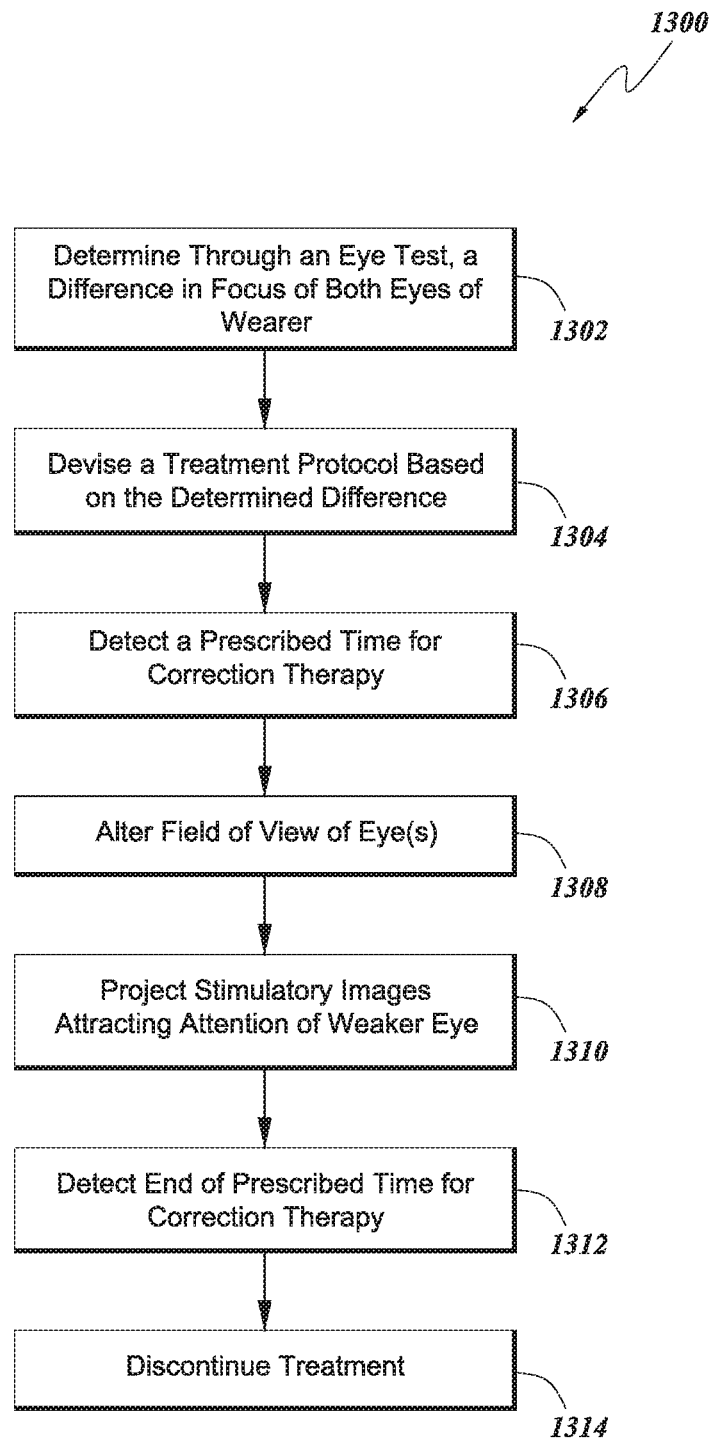 1300
Determine Through an Eye Test, a
Difference in Focus of Both Eyes of
Wearer
1302
Devise a Treatment Protocol Based
on the Determined Difference
1304
Detect a Prescribed Time for
Correction Therapy
1306
Alter Field of View of Eye(s)
1308
Project Stimulatory Images
Attracting Attention of Weaker Eye
1310
Detect End of Prescribed Time for
Correction Therapy
1312
Discontinue Treatment
1314